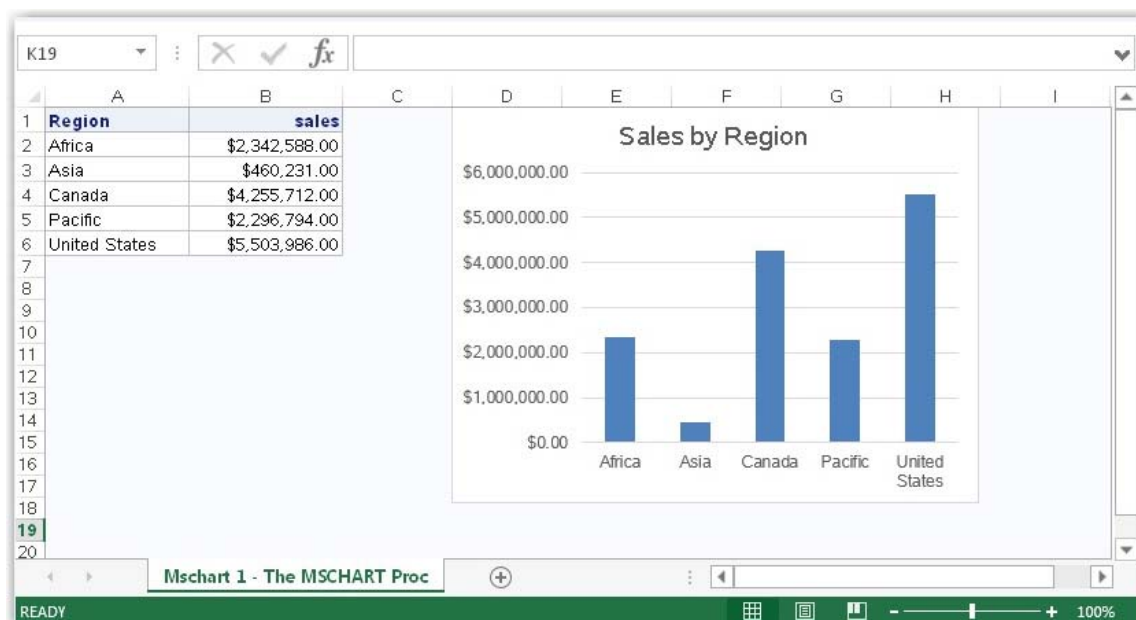 K19 fx
A B C D E F G H I
1 Region sales
2 Africa $2,342,588.00
3 Asia $460,231.00
4 Canada $4,255,712.00
5 Pacific $2,296,794.00
6 United States $5,503,986.00
7
8
9
10
11
12
13
14
15
16
17
18
19
20
Sales by Region
$6,000,000.00
$5,000,000.00
$4,000,000.00
$3,000,000.00
$2,000,000.00
$1,000,000.00
$0.00
Africa Asia Canada Pacific United
States
Mschart 1 - The MSCHART Proc
READY 100%